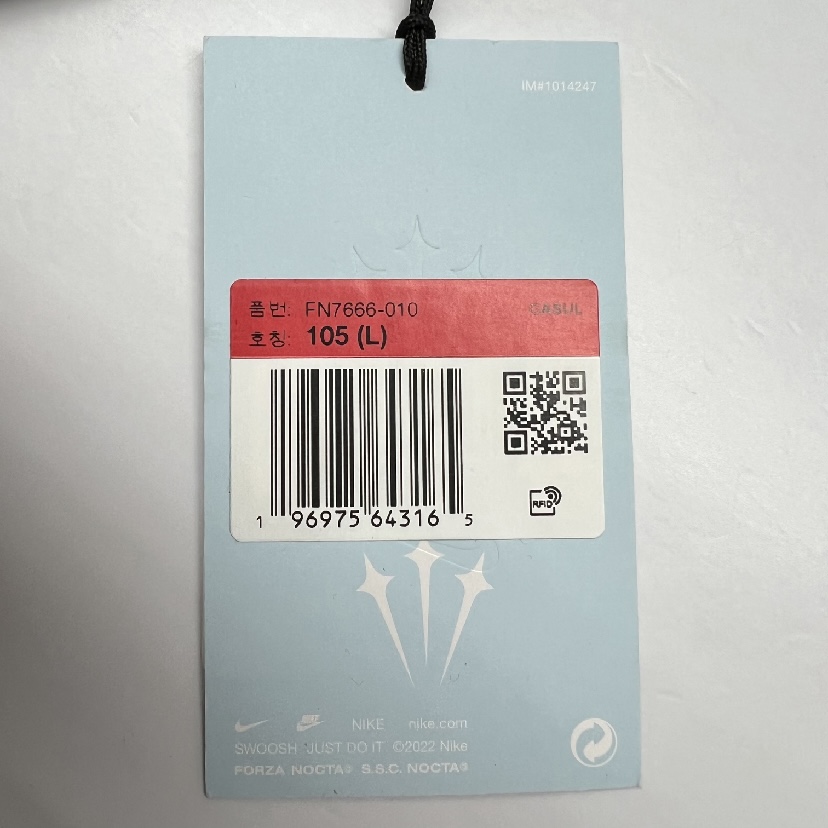 IM#1014247
품번: FN7666-010
호칭: 105 (L)
1 96975 64316 5
RFID
NIKE nike.com
SWOOSH JUST DO IT ©2022 Nike
FORZA NOCTA® S.S.C. NOCTA®